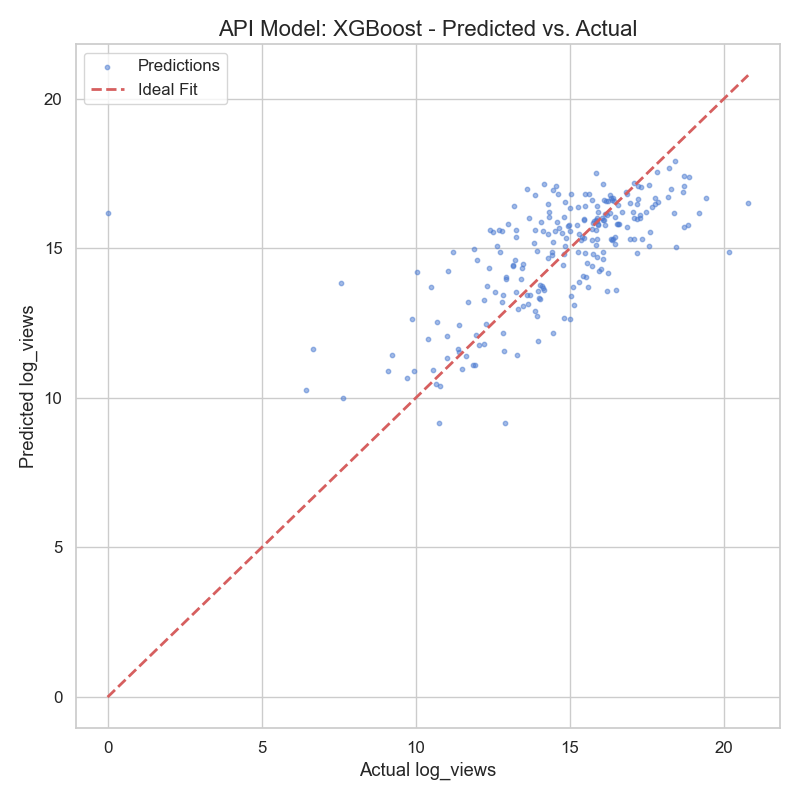 API Model: XGBoost - Predicted vs. Actual
Predictions
Ideal Fit
20
15
10
5
0
Predicted log_views
0 5 10 15 20
Actual log_views